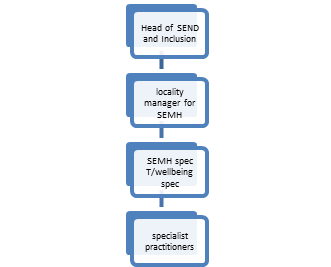 Head of SEND
and Inclusion
locality
manager for
SEMH
SEMH spec
T/wellbeing
spec
specialist
practitioners